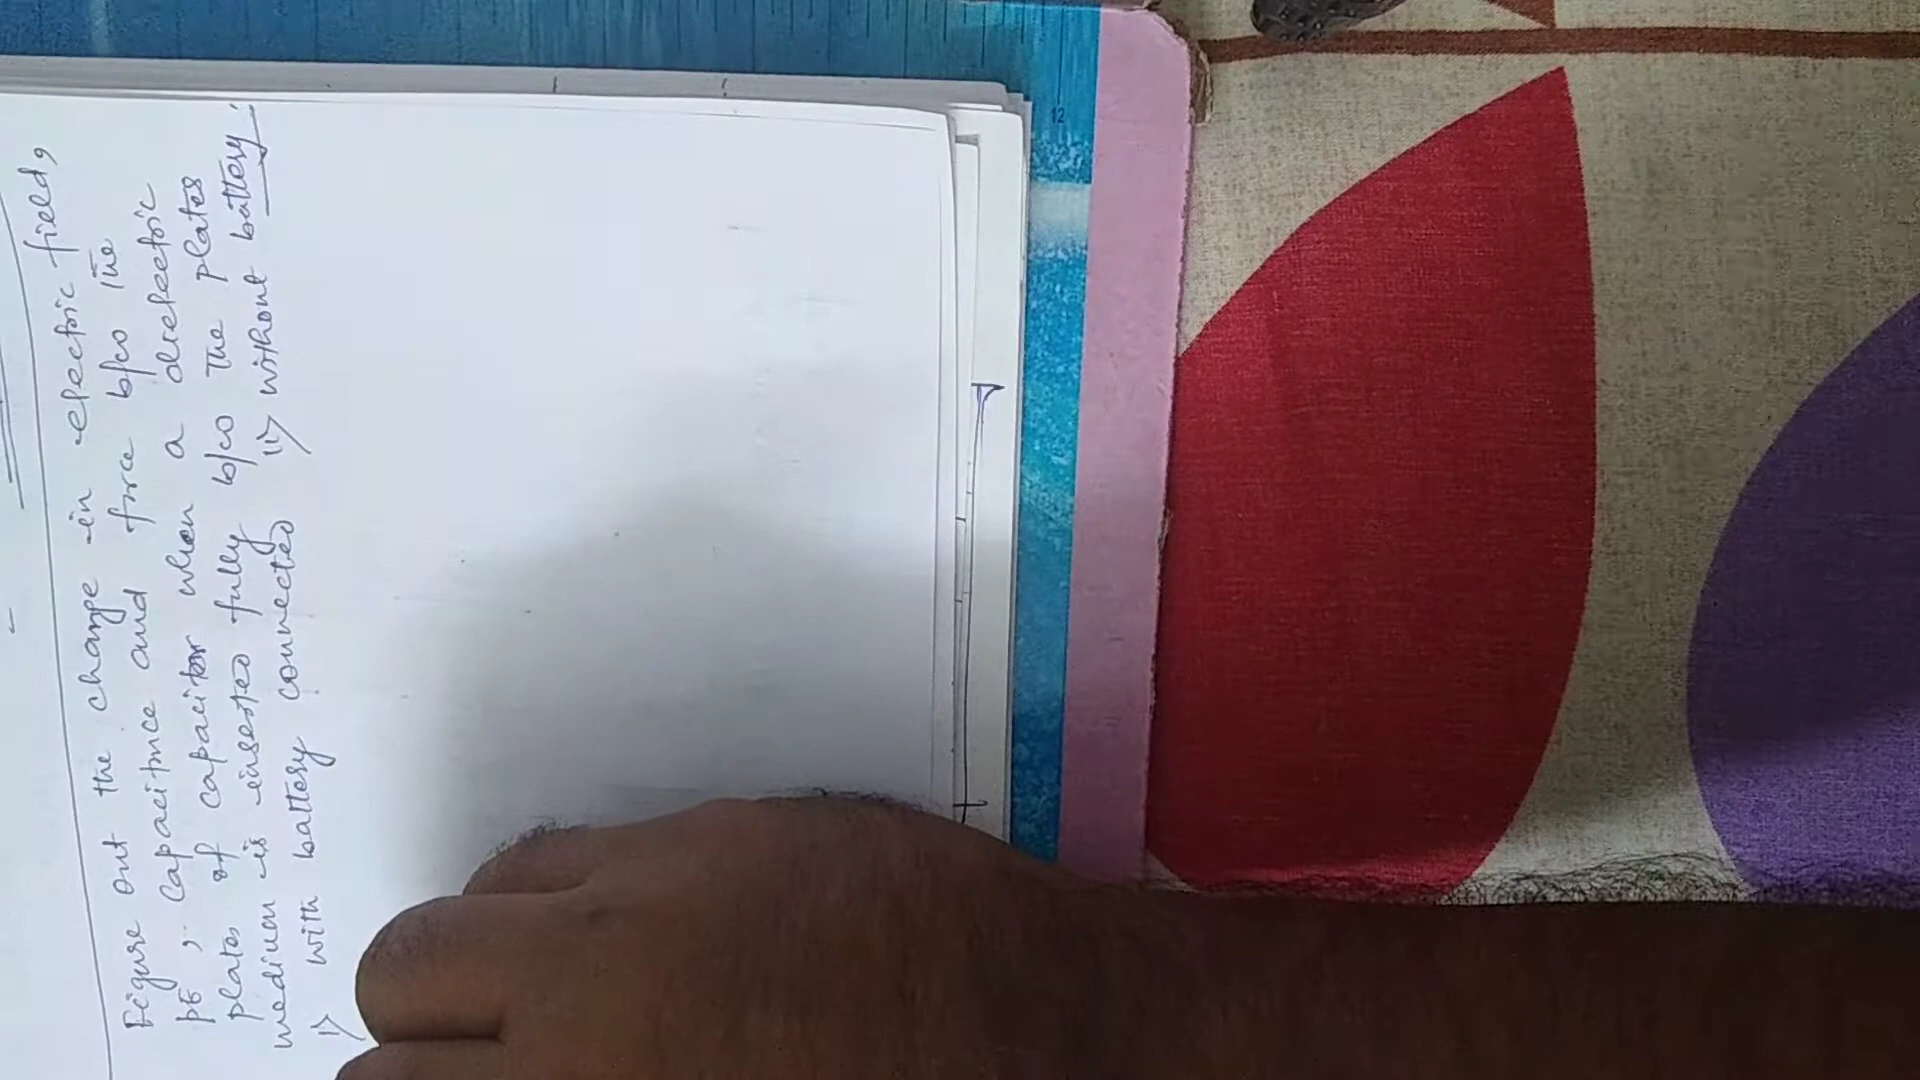 Figure out the change in electric field,
PE, capacitance and force b/w the
plates of capacitor when a dielectric
medium is inserted fully b/w the plates
i> with battery connected ii> without battery.
12